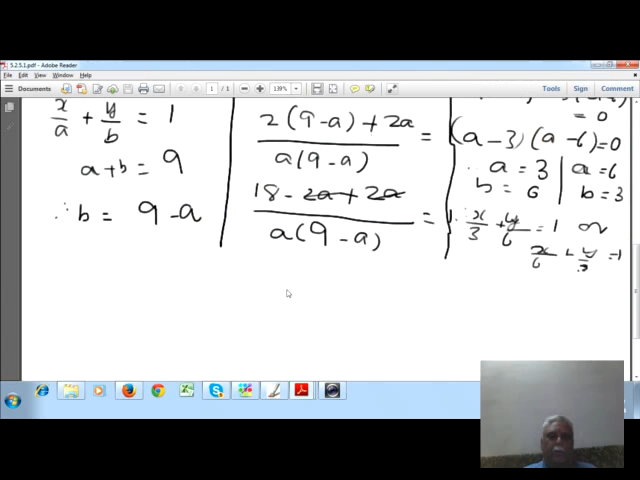 5.2.5.1.pdf - Adobe Reader
File Edit View Window Help
Documents 1 / 1 139% Tools Sign Comment
x/a + y/b = 1
a + b = 9
∴ b = 9 - a
2 (9 - a) + 2a / a (9 - a) =
18 - 2a + 2a / a (9 - a) =
= 0
(a - 3) (a - 6) = 0
∴ a = 3 | a = 6
b = 6 | b = 3
∴ x/3 + y/6 = 1 or
x/6 + y/3 = 1